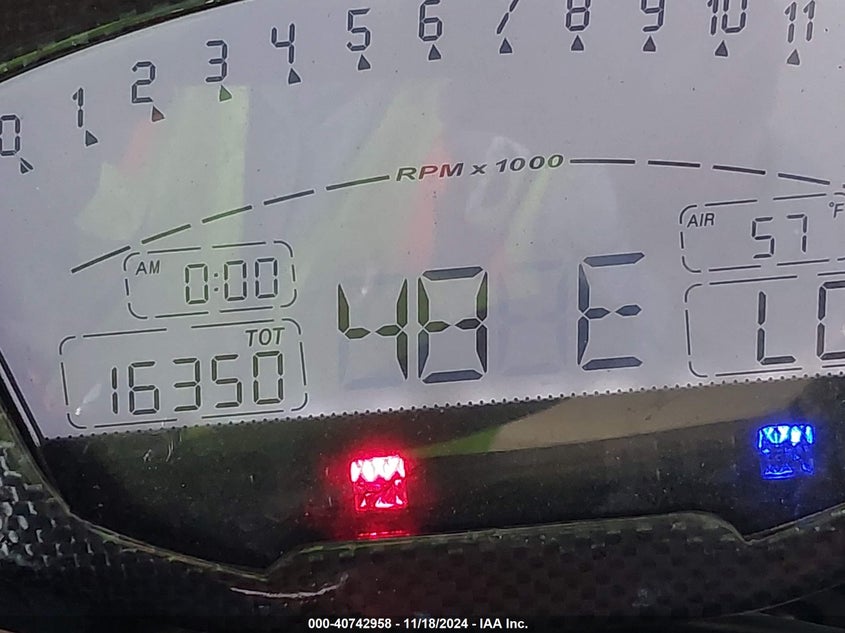 0 1 2 3 4 5 6 7 8 9 10 11
RPM x 1000
AIR 57 °F
AM 0:00
48 E
TOT
16350
000-40742958 - 11/18/2024 - IAA Inc.